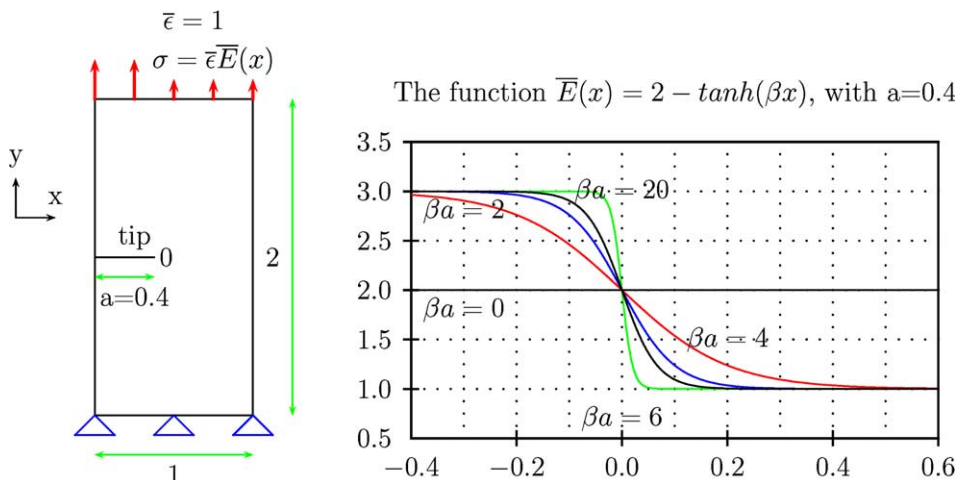 ϵ̅ = 1
σ = ϵ̅E̅(x)
y
x
tip
0
a=0.4
2
1
The function E̅(x) = 2 − tanh(βx), with a=0.4
3.5
3.0
2.5
2.0
1.5
1.0
0.5
βa = 20
βa = 2
βa = 0
βa = 4
βa = 6
−0.4
−0.2
0.0
0.2
0.4
0.6